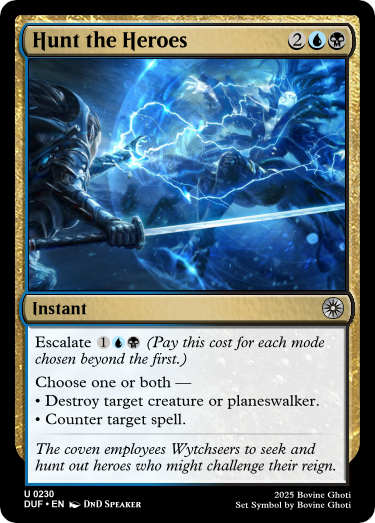 Hunt the Heroes 2
Instant
Escalate 1 (Pay this cost for each mode
chosen beyond the first.)
Choose one or both —
• Destroy target creature or planeswalker.
• Counter target spell.
The coven employees Wytchseers to seek and
hunt out heroes who might challenge their reign.
U 0230 2025 Bovine Ghoti
DUF • EN DnD Speaker Set Symbol by Bovine Ghoti